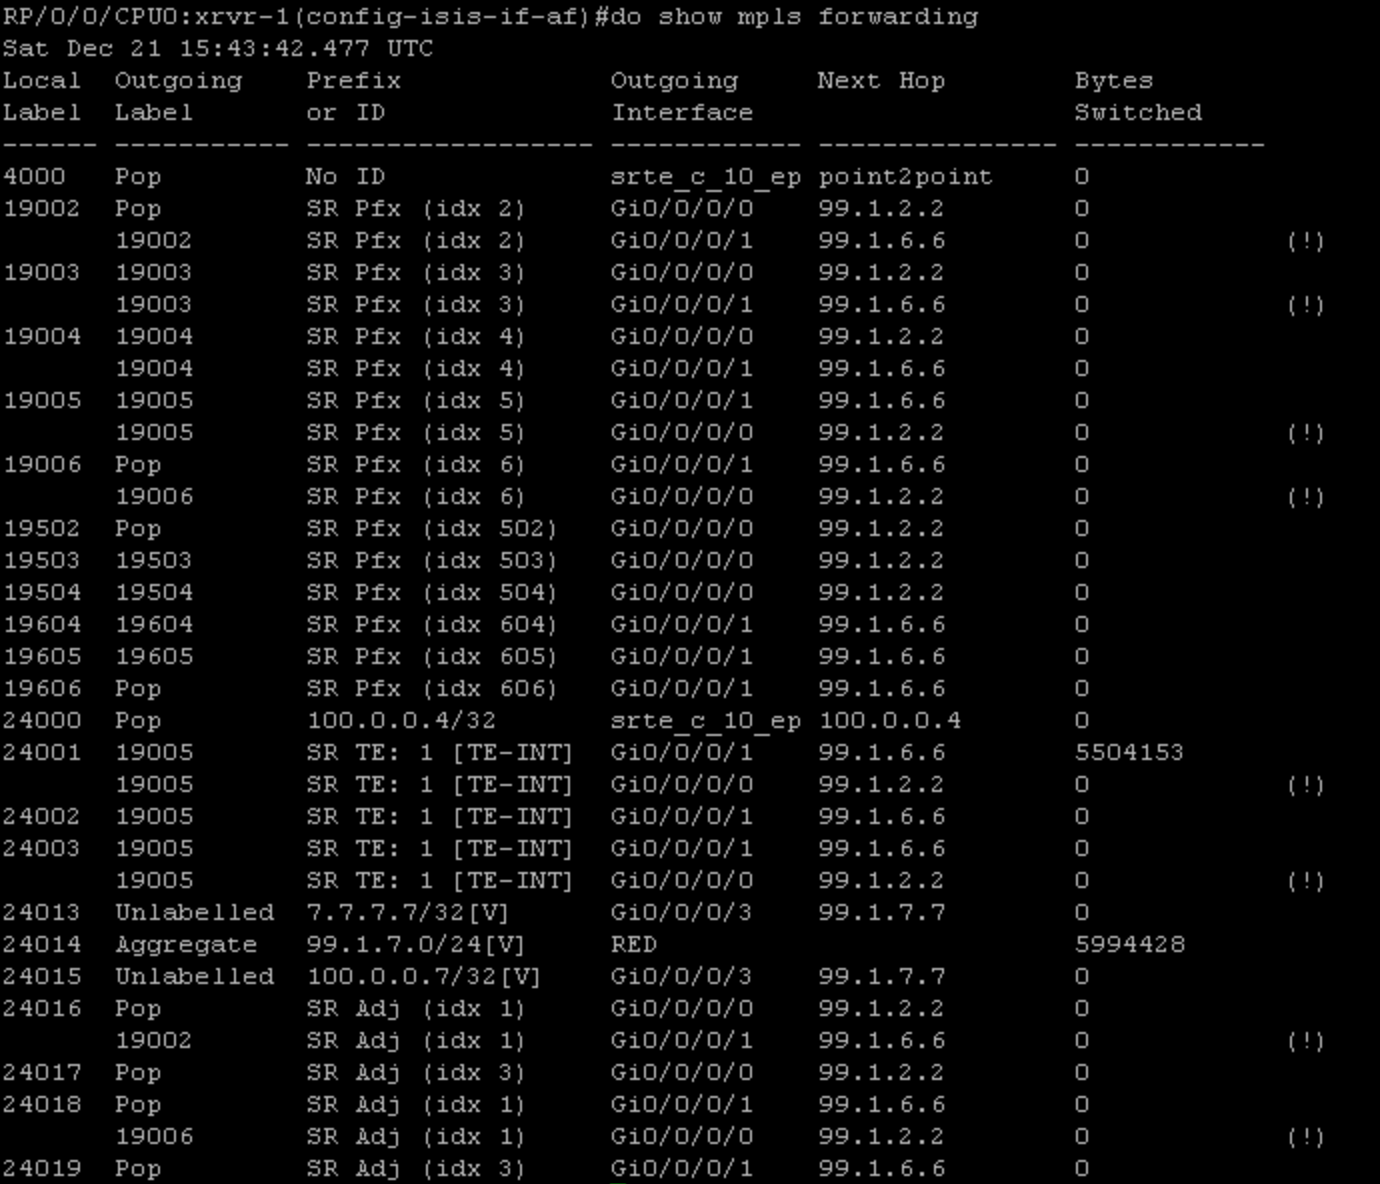 RP/0/0/CPU0:xrvr-1(config-isis-if-af)#do show mpls forwarding
Sat Dec 21 15:43:42.477 UTC
Local  Outgoing    Prefix             Outgoing     Next Hop        Bytes
Label  Label       or ID              Interface                    Switched
------ ----------- ------------------ ------------ --------------- ------------
4000   Pop         No ID              srte_c_10_ep point2point     0
19002  Pop         SR Pfx (idx 2)     Gi0/0/0/0    99.1.2.2        0
       19002       SR Pfx (idx 2)     Gi0/0/0/1    99.1.6.6        0            (!)
19003  19003       SR Pfx (idx 3)     Gi0/0/0/0    99.1.2.2        0
       19003       SR Pfx (idx 3)     Gi0/0/0/1    99.1.6.6        0            (!)
19004  19004       SR Pfx (idx 4)     Gi0/0/0/0    99.1.2.2        0
       19004       SR Pfx (idx 4)     Gi0/0/0/1    99.1.6.6        0
19005  19005       SR Pfx (idx 5)     Gi0/0/0/1    99.1.6.6        0
       19005       SR Pfx (idx 5)     Gi0/0/0/0    99.1.2.2        0            (!)
19006  Pop         SR Pfx (idx 6)     Gi0/0/0/1    99.1.6.6        0
       19006       SR Pfx (idx 6)     Gi0/0/0/0    99.1.2.2        0            (!)
19502  Pop         SR Pfx (idx 502)   Gi0/0/0/0    99.1.2.2        0
19503  19503       SR Pfx (idx 503)   Gi0/0/0/0    99.1.2.2        0
19504  19504       SR Pfx (idx 504)   Gi0/0/0/0    99.1.2.2        0
19604  19604       SR Pfx (idx 604)   Gi0/0/0/1    99.1.6.6        0
19605  19605       SR Pfx (idx 605)   Gi0/0/0/1    99.1.6.6        0
19606  Pop         SR Pfx (idx 606)   Gi0/0/0/1    99.1.6.6        0
24000  Pop         100.0.0.4/32       srte_c_10_ep 100.0.0.4       0
24001  19005       SR TE: 1 [TE-INT]  Gi0/0/0/1    99.1.6.6        5504153
       19005       SR TE: 1 [TE-INT]  Gi0/0/0/0    99.1.2.2        0            (!)
24002  19005       SR TE: 1 [TE-INT]  Gi0/0/0/1    99.1.6.6        0
24003  19005       SR TE: 1 [TE-INT]  Gi0/0/0/1    99.1.6.6        0
       19005       SR TE: 1 [TE-INT]  Gi0/0/0/0    99.1.2.2        0            (!)
24013  Unlabelled  7.7.7.7/32[V]      Gi0/0/0/3    99.1.7.7        0
24014  Aggregate   99.1.7.0/24[V]     RED                          5994428
24015  Unlabelled  100.0.0.7/32[V]    Gi0/0/0/3    99.1.7.7        0
24016  Pop         SR Adj (idx 1)     Gi0/0/0/0    99.1.2.2        0
       19002       SR Adj (idx 1)     Gi0/0/0/1    99.1.6.6        0            (!)
24017  Pop         SR Adj (idx 3)     Gi0/0/0/0    99.1.2.2        0
24018  Pop         SR Adj (idx 1)     Gi0/0/0/1    99.1.6.6        0
       19006       SR Adj (idx 1)     Gi0/0/0/0    99.1.2.2        0            (!)
24019  Pop         SR Adj (idx 3)     Gi0/0/0/1    99.1.6.6        0